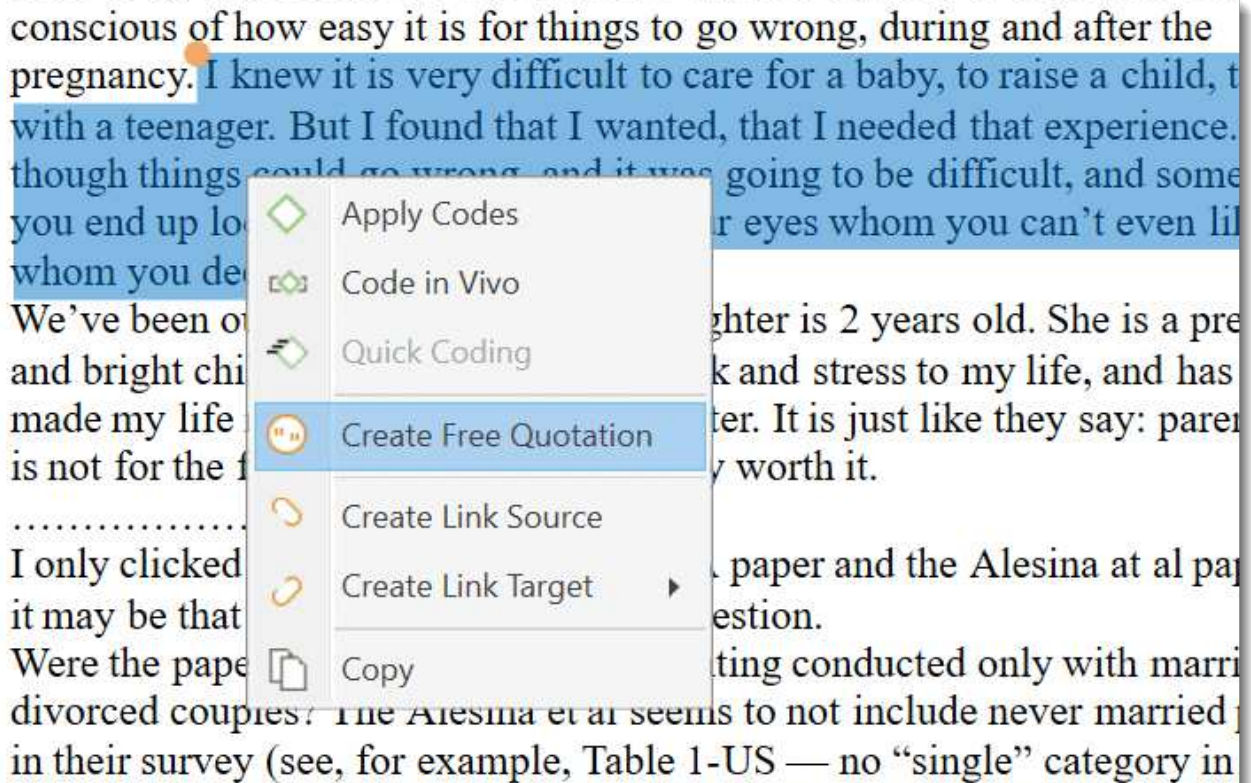 conscious of how easy it is for things to go wrong, during and after the
pregnancy. I knew it is very difficult to care for a baby, to raise a child, t
with a teenager. But I found that I wanted, that I needed that experience.
though things could go wrong, and it was going to be difficult, and some
you end up lo r eyes whom you can't even li
whom you de
We've been o ghter is 2 years old. She is a pre
and bright chi k and stress to my life, and has
made my life ter. It is just like they say: paren
is not for the f y worth it.
………………
I only clicked paper and the Alesina at al pap
it may be that estion.
Were the pape ting conducted only with marri
divorced couples? The Alesina et al seems to not include never married
in their survey (see, for example, Table 1-US — no “single” category in
Apply Codes
Code in Vivo
Quick Coding
Create Free Quotation
Create Link Source
Create Link Target
Copy